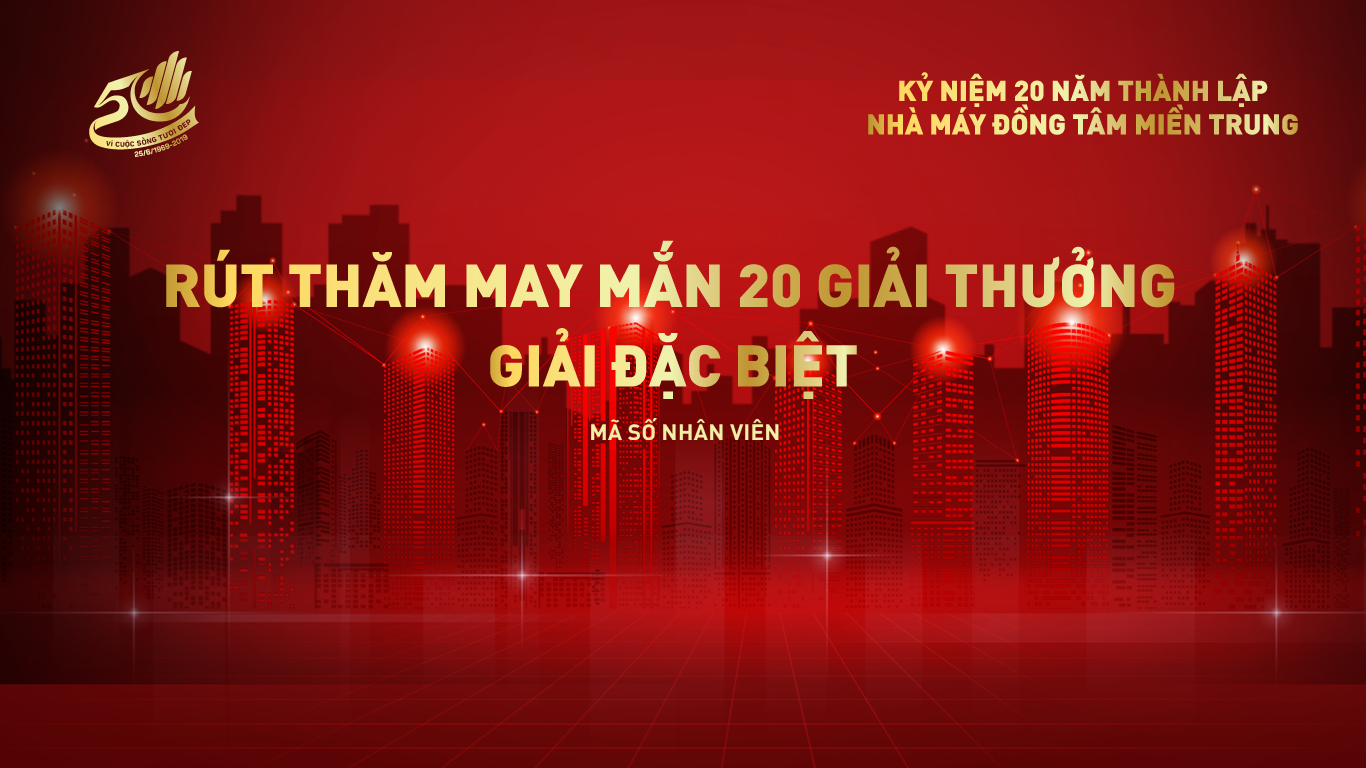 50
VÌ CUỘC SỐNG TƯƠI ĐẸP
25/6/1969-2019
KỶ NIỆM 20 NĂM THÀNH LẬP
NHÀ MÁY ĐỒNG TÂM MIỀN TRUNG
RÚT THĂM MAY MẮN 20 GIẢI THƯỞNG
GIẢI ĐẶC BIỆT
MÃ SỐ NHÂN VIÊN